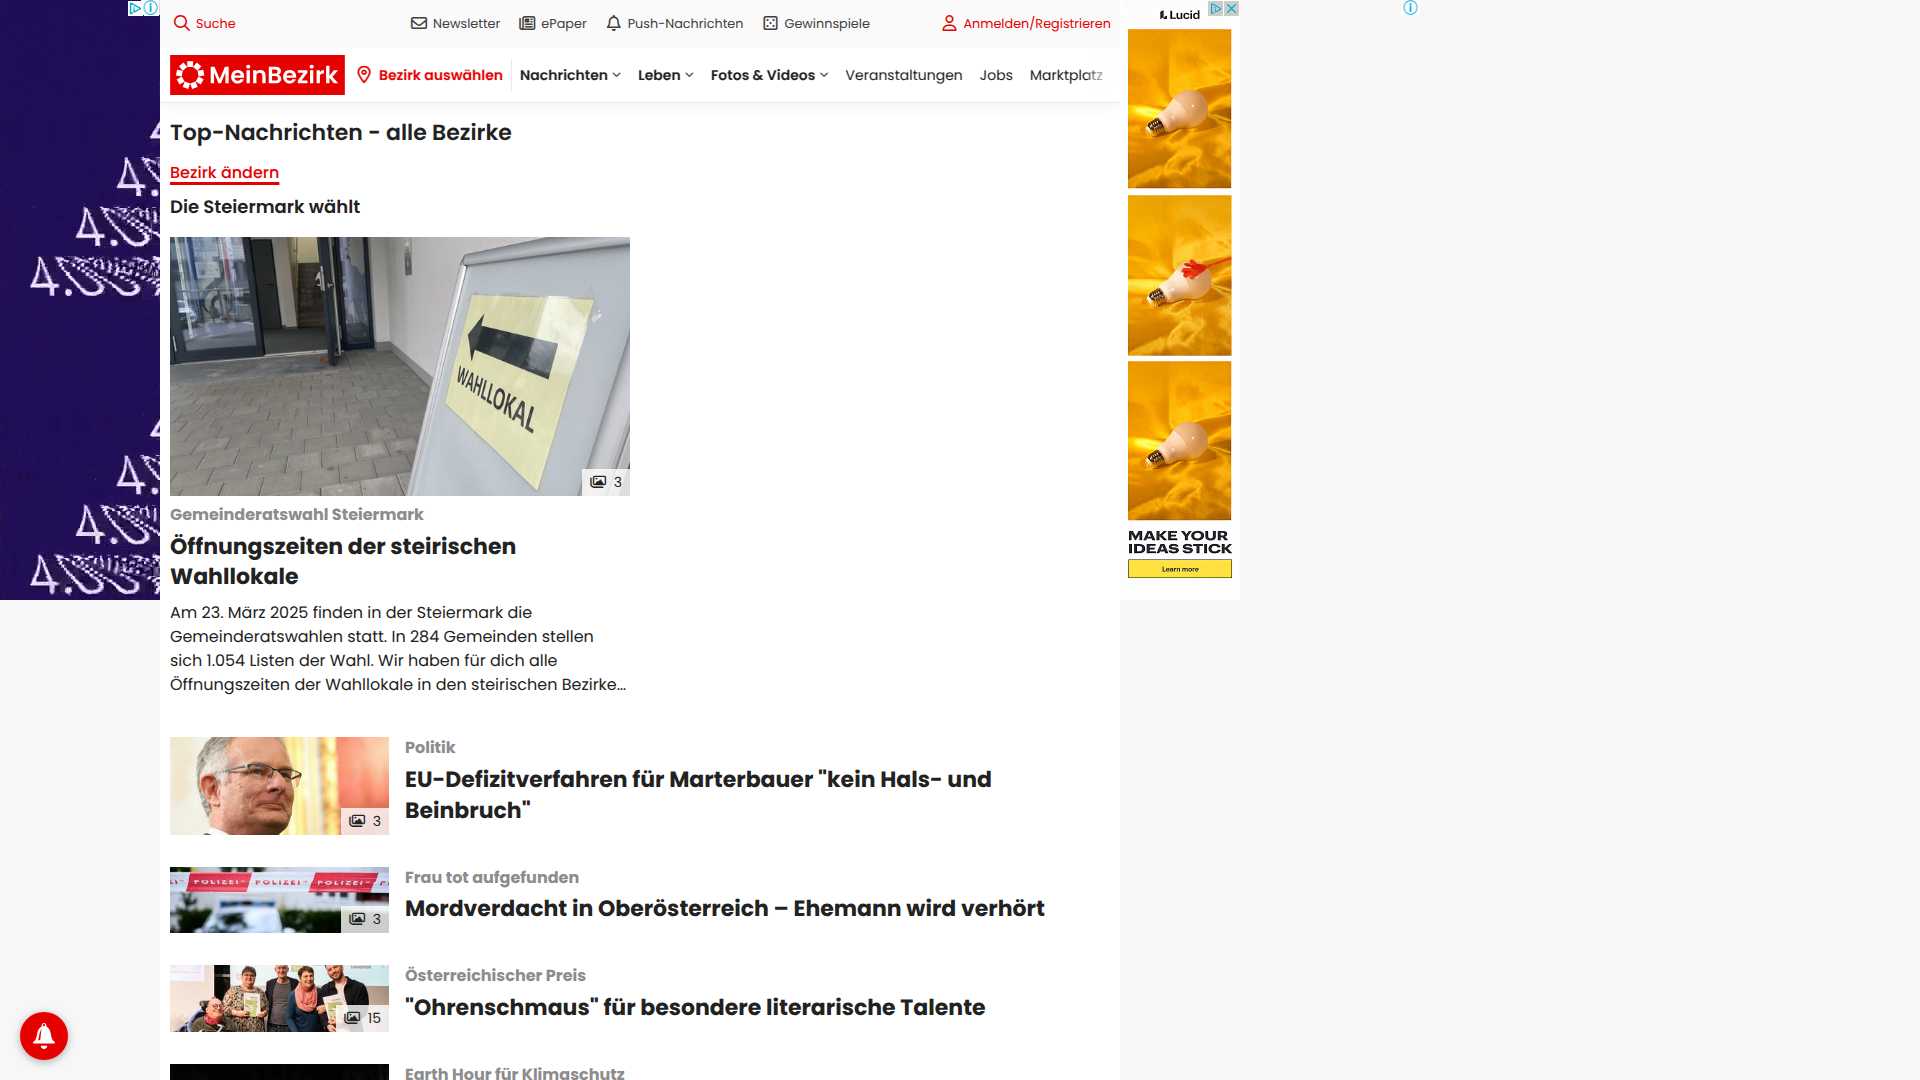 Suche
Newsletter
ePaper
Push-Nachrichten
Gewinnspiele
Anmelden/Registrieren
MeinBezirk
Bezirk auswählen
Nachrichten
Leben
Fotos & Videos
Veranstaltungen
Jobs
Marktplatz
Top-Nachrichten - alle Bezirke
Bezirk ändern
Die Steiermark wählt
WAHLLOKAL
3
Gemeinderatswahl Steiermark
Öffnungszeiten der steirischen
Wahllokale
Am 23. März 2025 finden in der Steiermark die
Gemeinderatswahlen statt. In 284 Gemeinden stellen
sich 1.054 Listen der Wahl. Wir haben für dich alle
Öffnungszeiten der Wahllokale in den steirischen Bezirke...
3
Politik
EU-Defizitverfahren für Marterbauer "kein Hals- und
Beinbruch"
POLIZEI POLIZEI
3
Frau tot aufgefunden
Mordverdacht in Oberösterreich – Ehemann wird verhört
15
Österreichischer Preis
"Ohrenschmaus" für besondere literarische Talente
Earth Hour für Klimaschutz
Lucid
MAKE YOUR
IDEAS STICK
Learn more